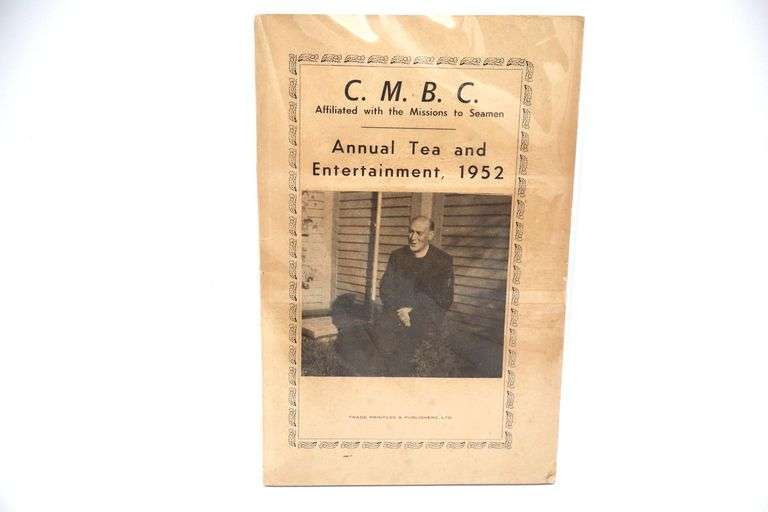 C. M. B. C.
Affiliated with the Missions to Seamen
Annual Tea and
Entertainment, 1952
TRADE PRINTERS & PUBLISHERS, LTD.